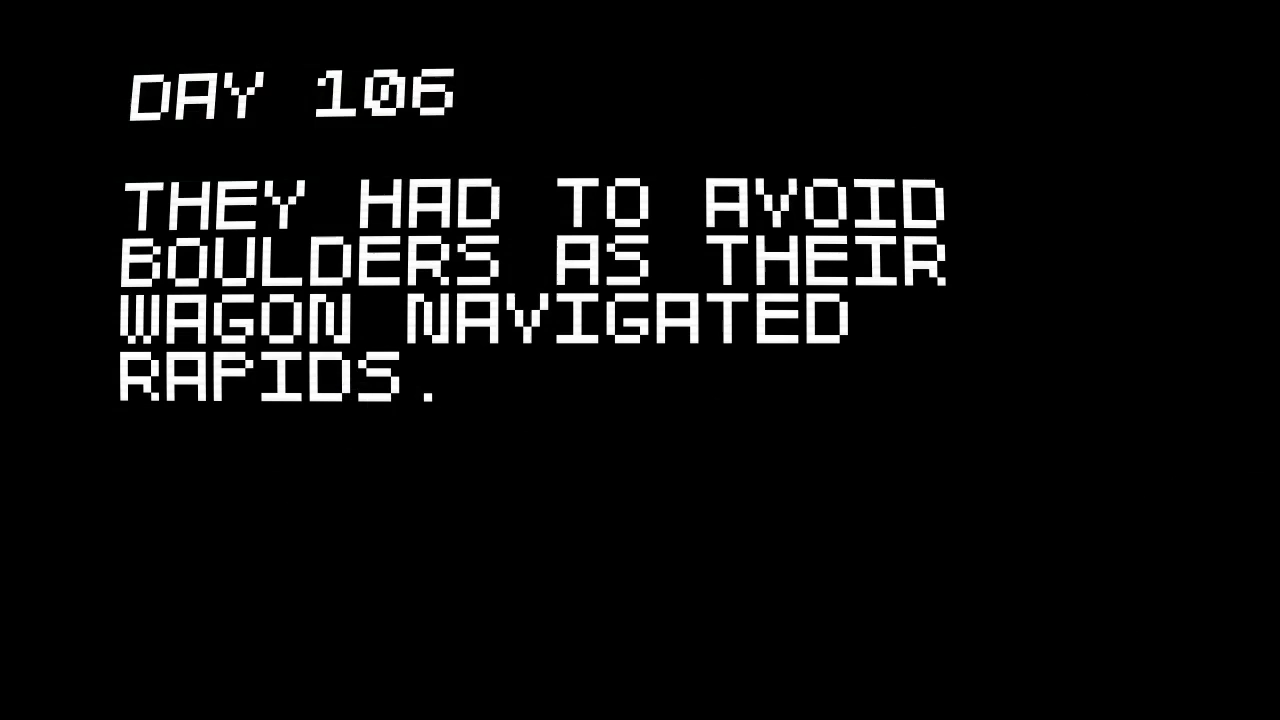 DAY 106
THEY HAD TO AVOID
BOULDERS AS THEIR
WAGON NAVIGATED
RAPIDS.